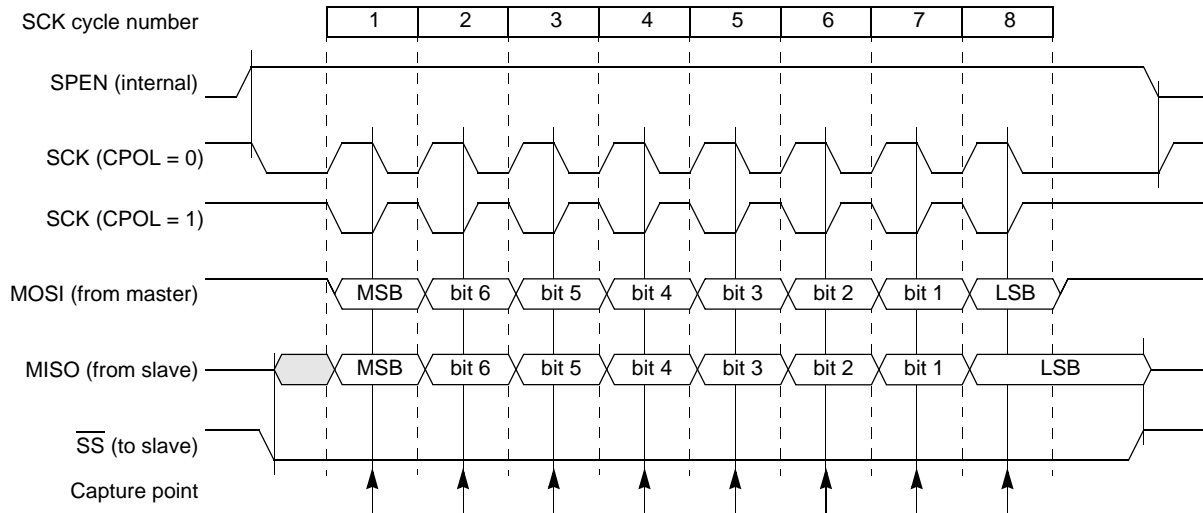 SCK cycle number 1 2 3 4 5 6 7 8
SPEN (internal)
SCK (CPOL = 0)
SCK (CPOL = 1)
MOSI (from master) MSB bit 6 bit 5 bit 4 bit 3 bit 2 bit 1 LSB
MISO (from slave) MSB bit 6 bit 5 bit 4 bit 3 bit 2 bit 1 LSB
S̅S̅ (to slave)
Capture point